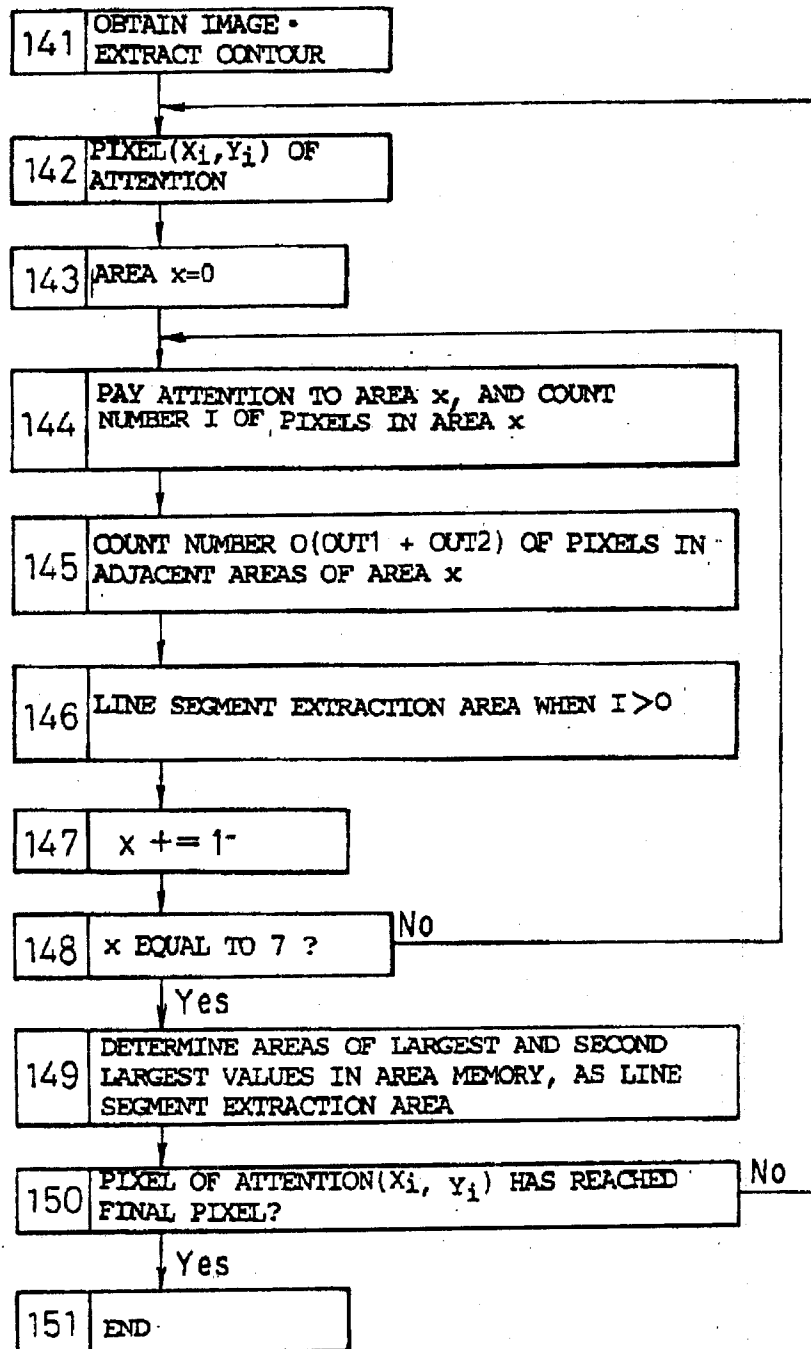 141 OBTAIN IMAGE ·
EXTRACT CONTOUR
142 PIXEL(Xi,Yi) OF
ATTENTION
143 AREA x=0
144 PAY ATTENTION TO AREA x, AND COUNT
NUMBER I OF PIXELS IN AREA x
145 COUNT NUMBER O(OUT1 + OUT2) OF PIXELS IN
ADJACENT AREAS OF AREA x
146 LINE SEGMENT EXTRACTION AREA WHEN I>O
147 x += 1
148 x EQUAL TO 7 ?
No
Yes
149 DETERMINE AREAS OF LARGEST AND SECOND
LARGEST VALUES IN AREA MEMORY, AS LINE
SEGMENT EXTRACTION AREA
150 PIXEL OF ATTENTION(Xi, Yi) HAS REACHED
FINAL PIXEL?
No
Yes
151 END